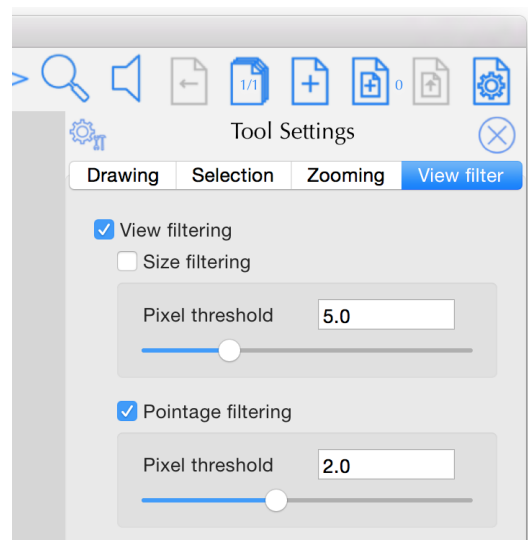 > 1/1 0
Tool Settings
Drawing Selection Zooming View filter
View filtering
Size filtering
Pixel threshold 5.0
Pointage filtering
Pixel threshold 2.0